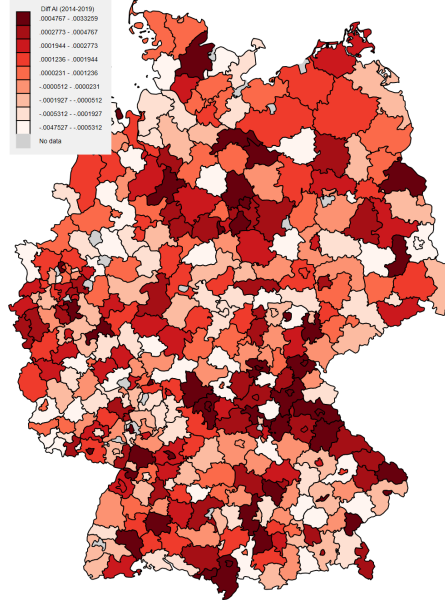 Diff AI (2014-2019)
.0004767 - .0033259
.0002773 - .0004767
.0001944 - .0002773
.0001236 - .0001944
.0000231 - .0001236
-.0000512 - .0000231
-.0001927 - -.0000512
-.0005312 - -.0001927
-.0047527 - -.0005312
No data